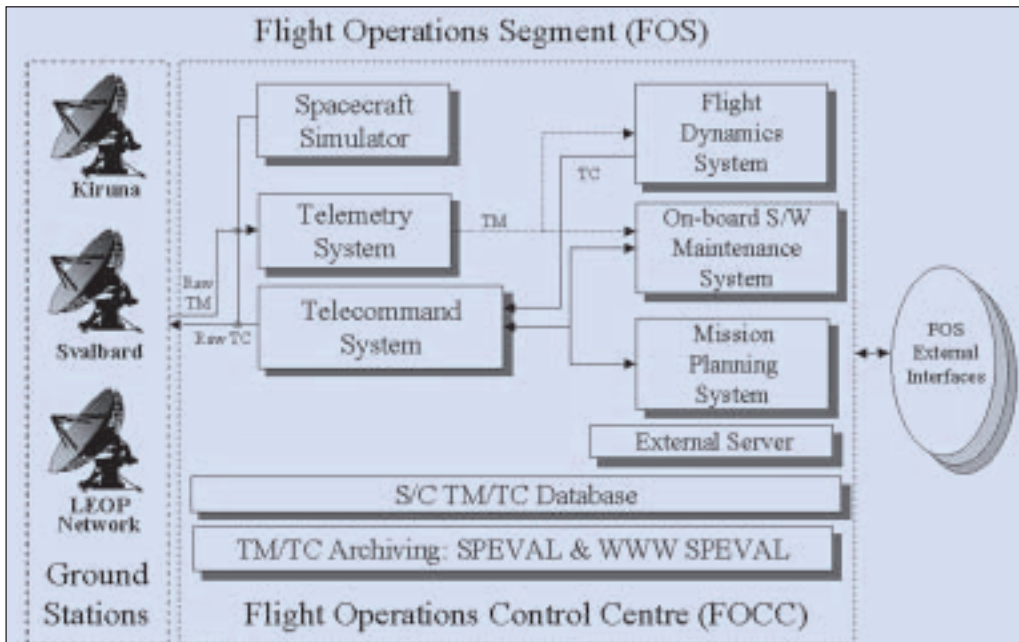 Flight Operations Segment (FOS)
Kiruna
Svalbard
LEOP
Network
Ground
Stations
Spacecraft
Simulator
Telemetry
System
Telecommand
System
Raw
TM
Raw TC
TM
TC
Flight
Dynamics
System
On-board S/W
Maintenance
System
Mission
Planning
System
External Server
S/C TM/TC Database
TM/TC Archiving: SPEVAL & WWW SPEVAL
Flight Operations Control Centre (FOCC)
FOS
External
Interfaces